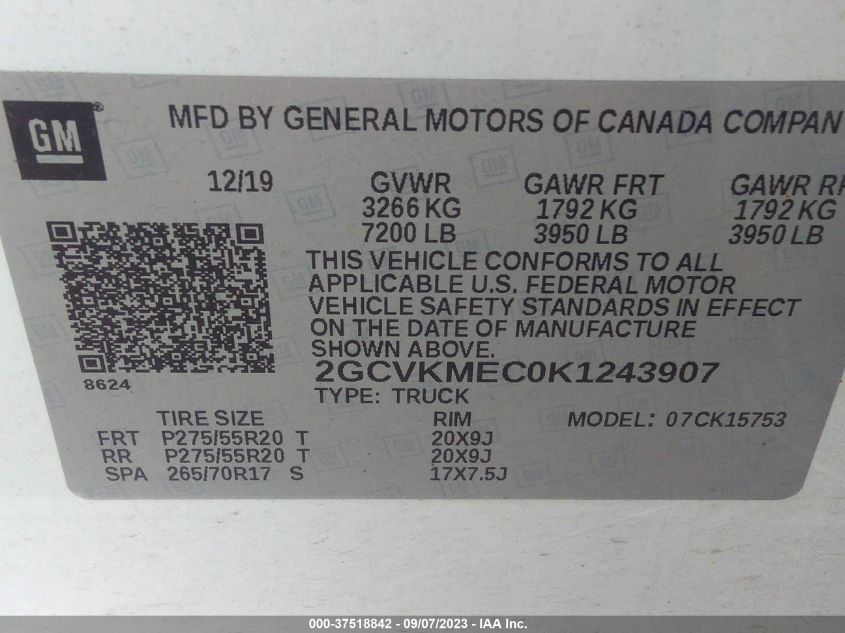 GM
MFD BY GENERAL MOTORS OF CANADA COMPAN
12/19 GVWR GAWR FRT GAWR RR
3266 KG 1792 KG 1792 KG
7200 LB 3950 LB 3950 LB
THIS VEHICLE CONFORMS TO ALL
APPLICABLE U.S. FEDERAL MOTOR
VEHICLE SAFETY STANDARDS IN EFFECT
ON THE DATE OF MANUFACTURE
SHOWN ABOVE.
8624 2GCVKMEC0K1243907
TYPE: TRUCK
TIRE SIZE RIM MODEL: 07CK15753
FRT P275/55R20 T 20X9J
RR P275/55R20 T 20X9J
SPA 265/70R17 S 17X7.5J
000-37518842 - 09/07/2023 - IAA Inc.